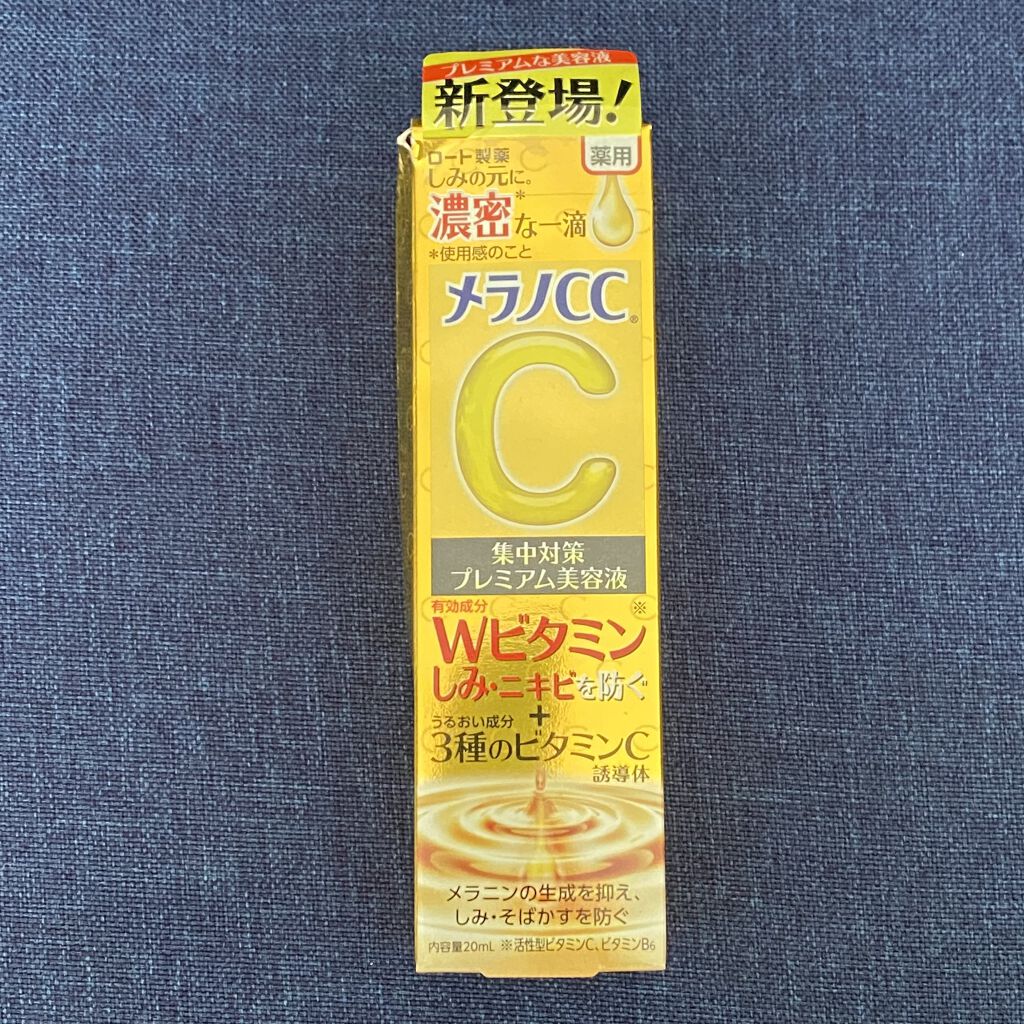 プレミアムな美容液
新登場!
ロート製薬
薬用
しみの元に。
濃密*な一滴
*使用感のこと
メラノCC®
C
集中対策
プレミアム美容液
有効成分
Wビタミン※
しみ・ニキビを防ぐ
+
うるおい成分
3種のビタミンC
誘導体
メラニンの生成を抑え、
しみ・そばかすを防ぐ
内容量20mL ※活性型ビタミンC、ビタミンB6